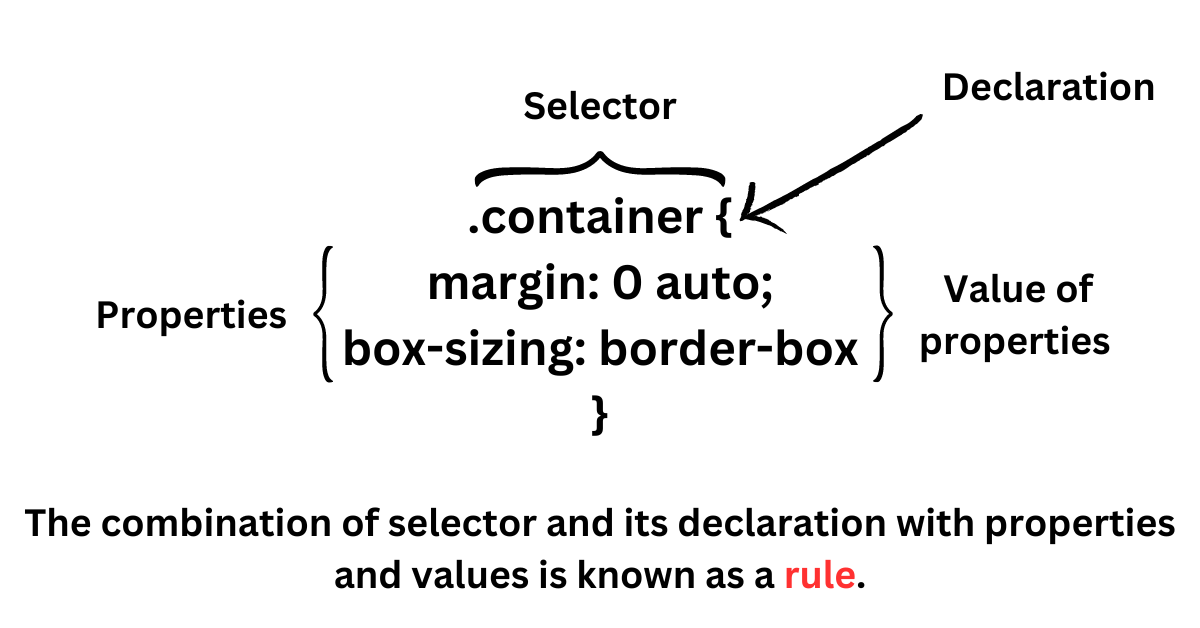 Declaration
Selector
.container {
margin: 0 auto;
Properties
Value of
properties
box-sizing: border-box
}
The combination of selector and its declaration with properties
and values is known as a rule.